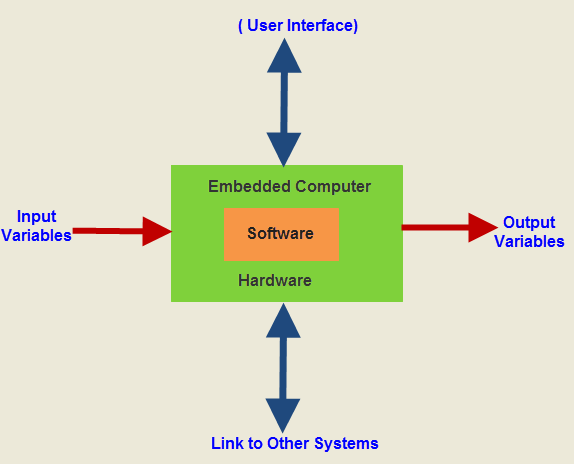 ( User Interface)
Embedded Computer
Input
Variables
Software
Output
Variables
Hardware
Link to Other Systems